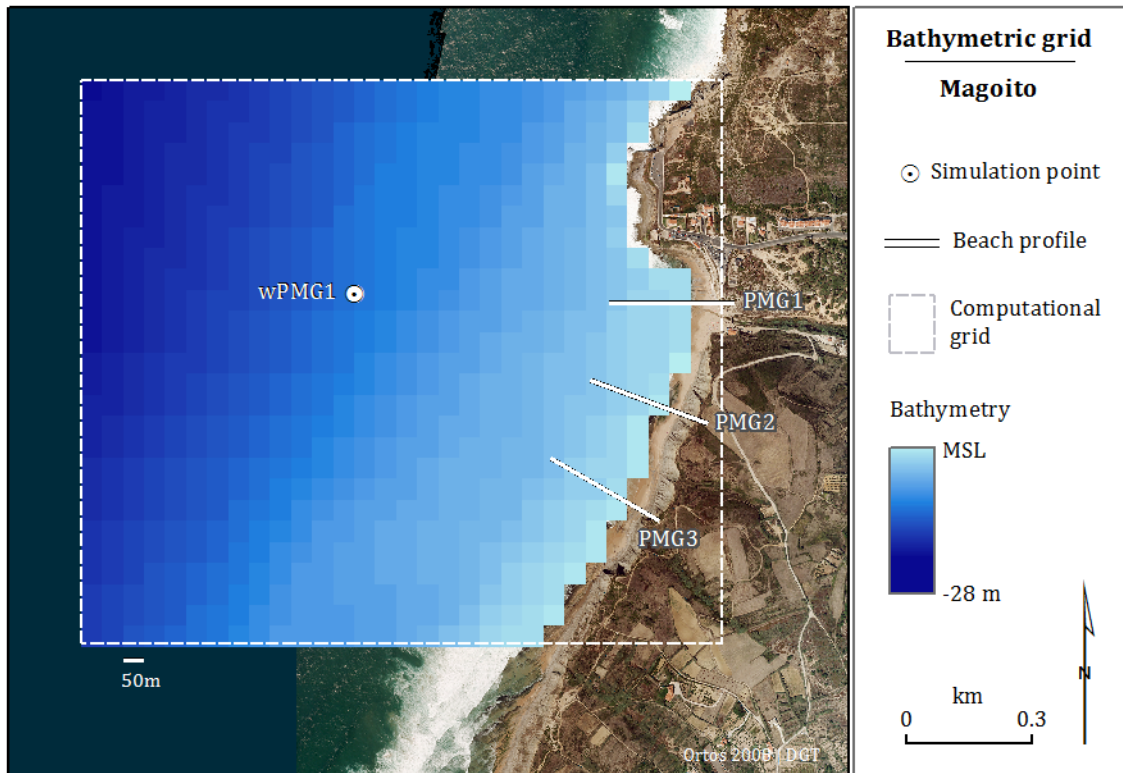 wPMG1
PMG1
PMG2
PMG3
50m
Ortos 2008 | DGT
Bathymetric grid
Magoito
Simulation point
Beach profile
Computational
grid
Bathymetry
MSL
-28 m
km
0 0.3
N